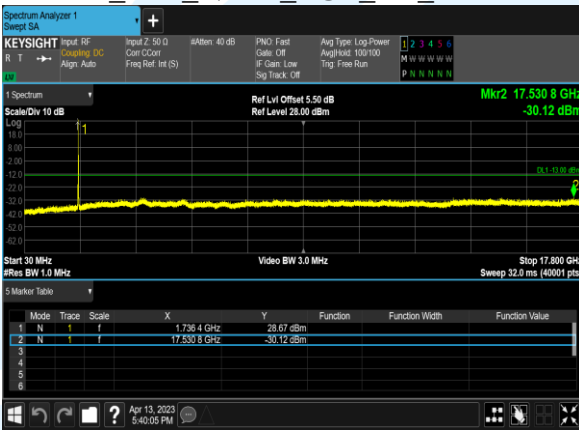 Spectrum Analyzer 1
Swept SA
KEYSIGHT Input: RF Input Z: 50 Ω #Atten: 40 dB PNO: Fast Avg Type: Log-Power 1 2 3 4 5 6
R T Coupling: DC Corr CCorr Gate: Off Avg|Hold: 100/100 M W W W W W
Align: Auto Freq Ref: Int (S) IF Gain: Low Trig: Free Run
LV Sig Track: Off P N N N N N
1 Spectrum Ref Lvl Offset 5.50 dB Mkr2 17.530 8 GHz
Scale/Div 10 dB Ref Level 28.00 dBm -30.12 dBm
Log
18.0
1
8.00
-2.00
-12.0 DL1 -13.00 dBm
-22.0
-32.0
-42.0
-52.0
-62.0
Start 30 MHz Video BW 3.0 MHz Stop 17.800 GHz
#Res BW 1.0 MHz Sweep 32.0 ms (40001 pts
5 Marker Table
Mode Trace Scale X Y Function Function Width Function Value
1 N 1 f 1.736 4 GHz 28.67 dBm
2 N 1 f 17.530 8 GHz -30.12 dBm
3
4
5
6
? Apr 13, 2023
5:40:05 PM